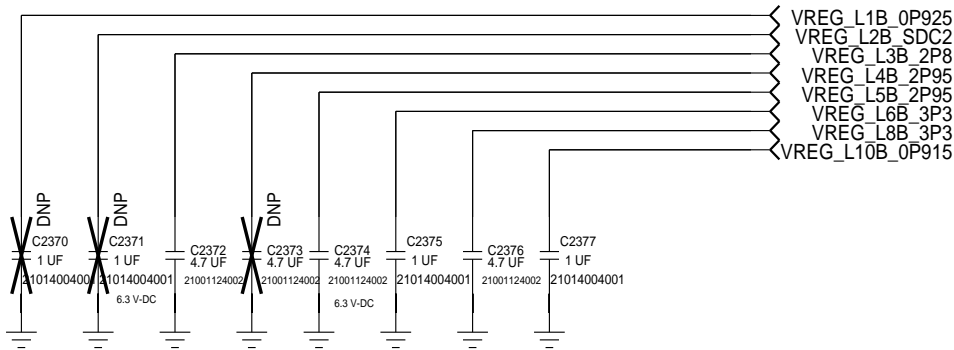 VREG_L1B_0P925
VREG_L2B_SDC2
VREG_L3B_2P8
VREG_L4B_2P95
VREG_L5B_2P95
VREG_L6B_3P3
VREG_L8B_3P3
VREG_L10B_0P915
DNP
C2370
1 UF
21014004001
DNP
C2371
1 UF
21014004001
6.3 V-DC
C2372
4.7 UF
21001124002
C2373
4.7 UF
21001124002
C2374
4.7 UF
21001124002
6.3 V-DC
C2375
1 UF
21014004001
C2376
4.7 UF
21001124002
C2377
1 UF
21014004001